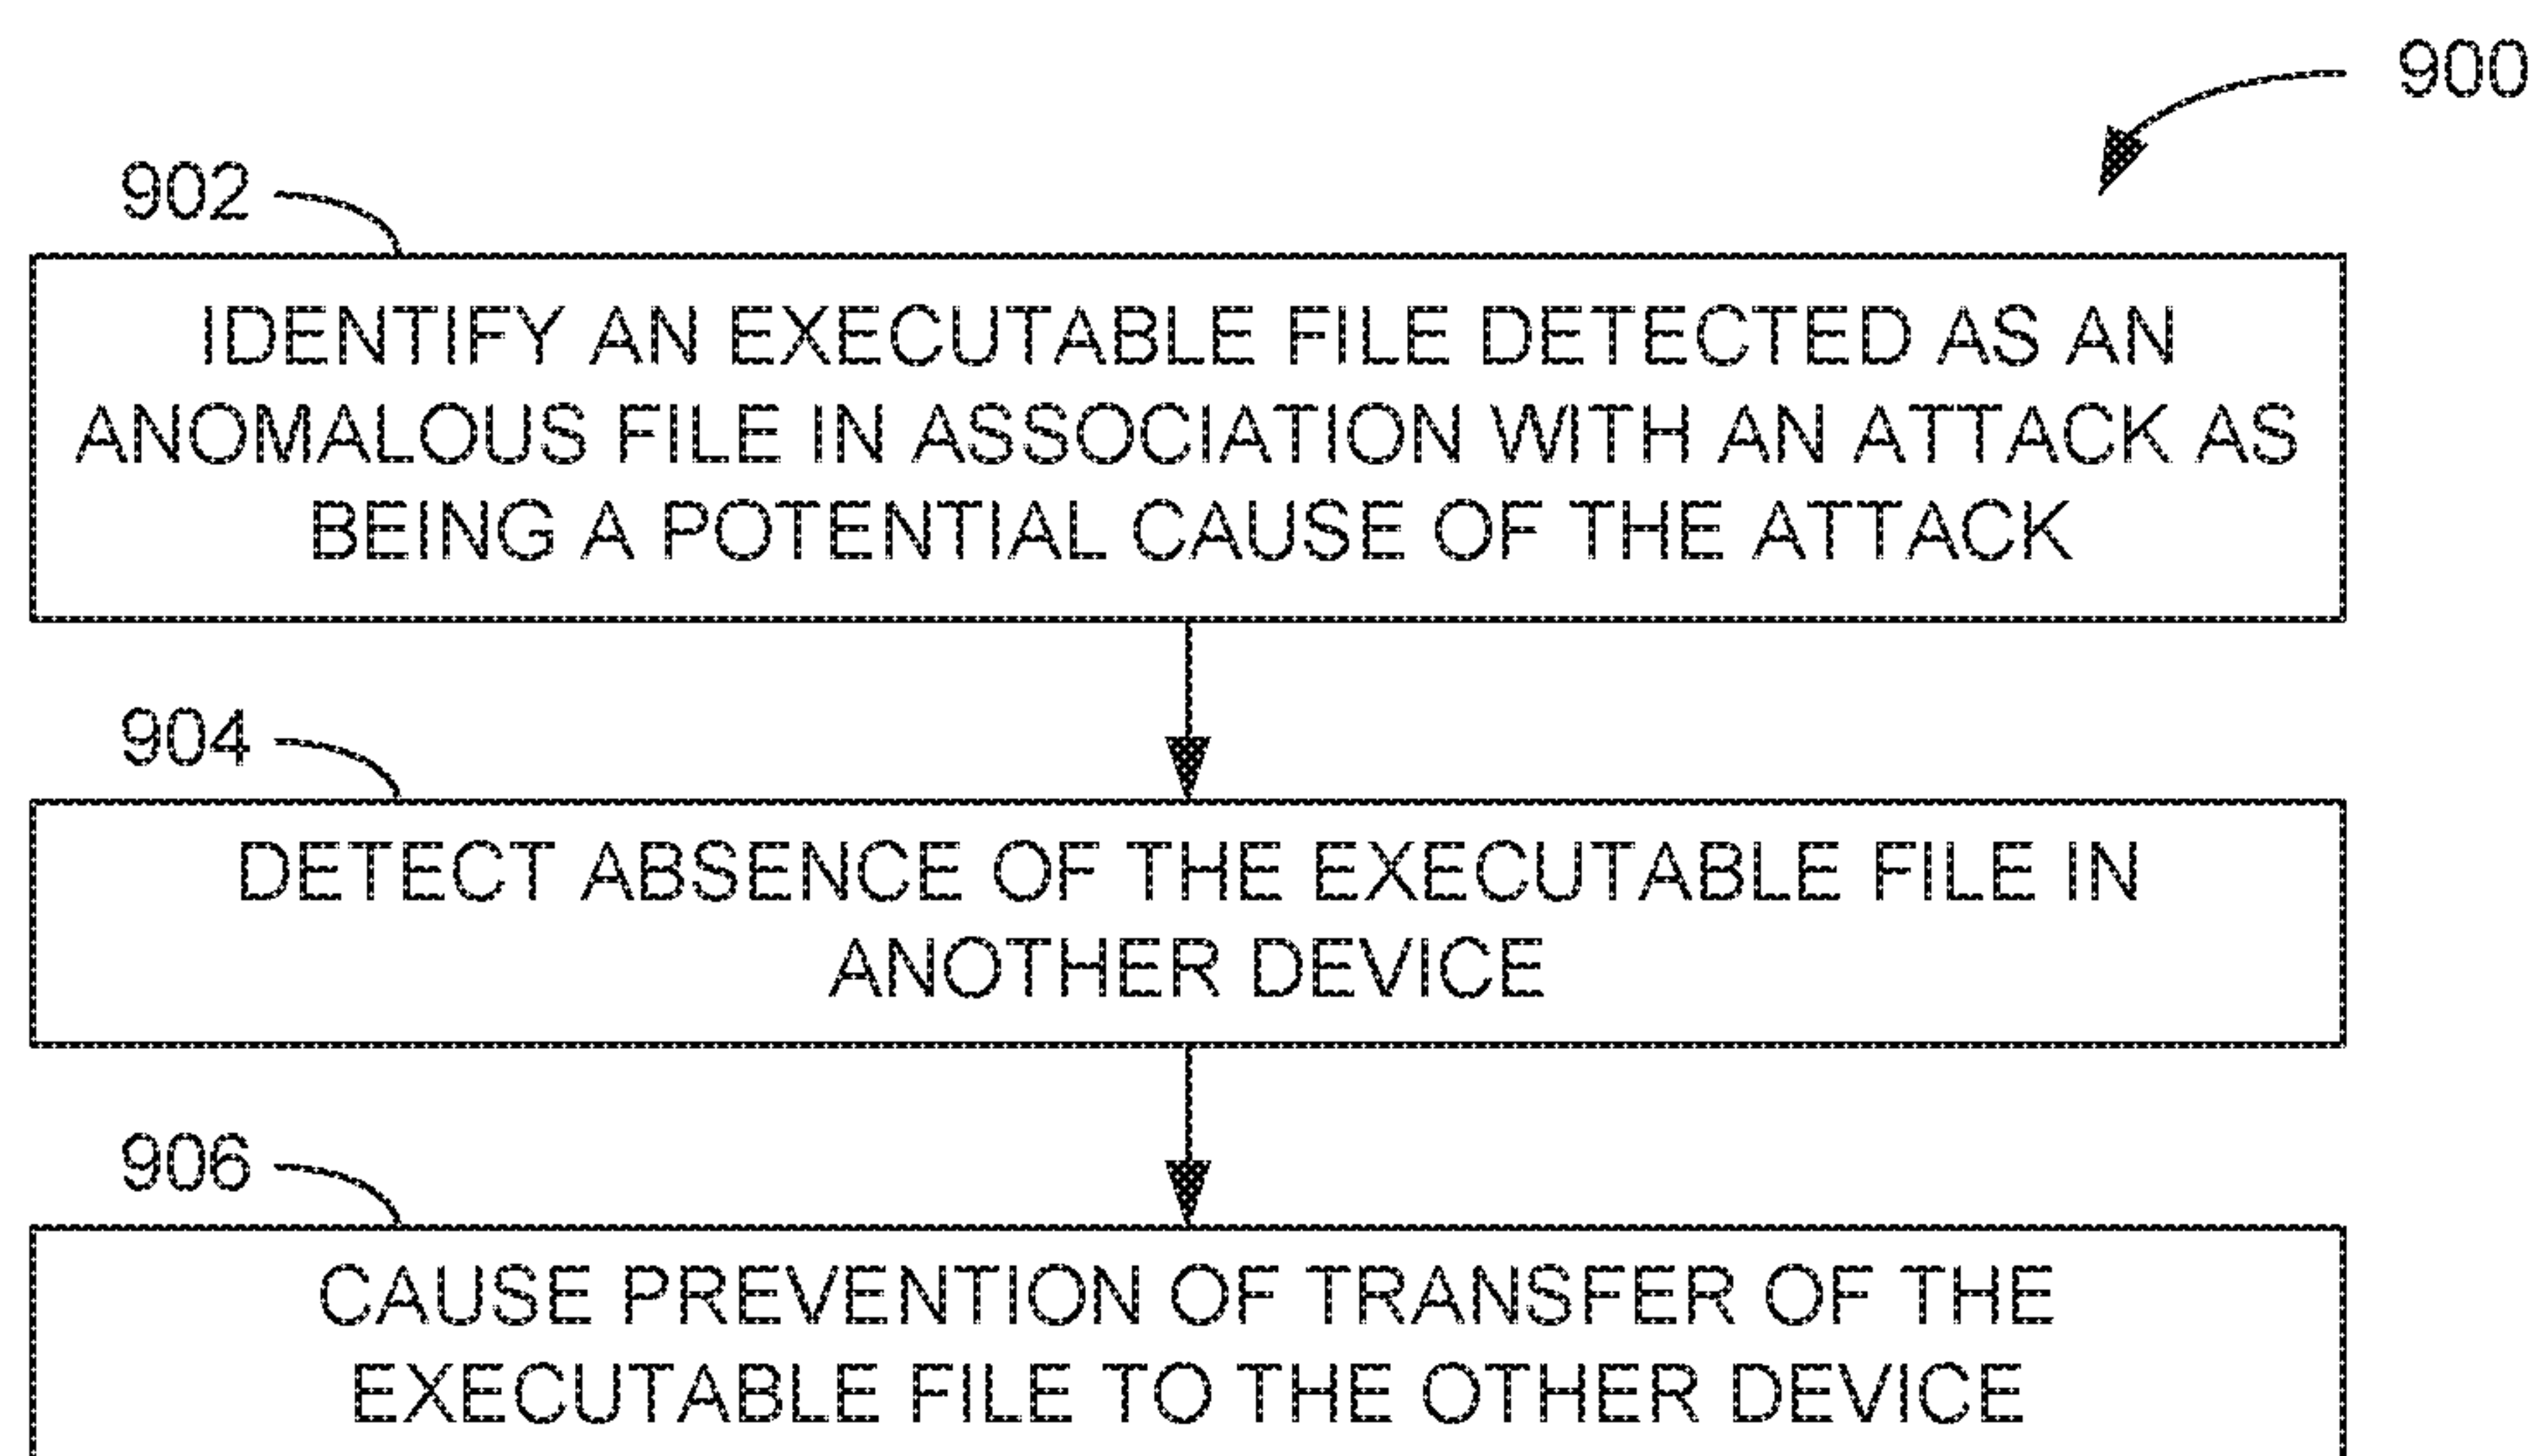 900
902
IDENTIFY AN EXECUTABLE FILE DETECTED AS AN
ANOMALOUS FILE IN ASSOCIATION WITH AN ATTACK AS
BEING A POTENTIAL CAUSE OF THE ATTACK
904
DETECT ABSENCE OF THE EXECUTABLE FILE IN
ANOTHER DEVICE
906
CAUSE PREVENTION OF TRANSFER OF THE
EXECUTABLE FILE TO THE OTHER DEVICE